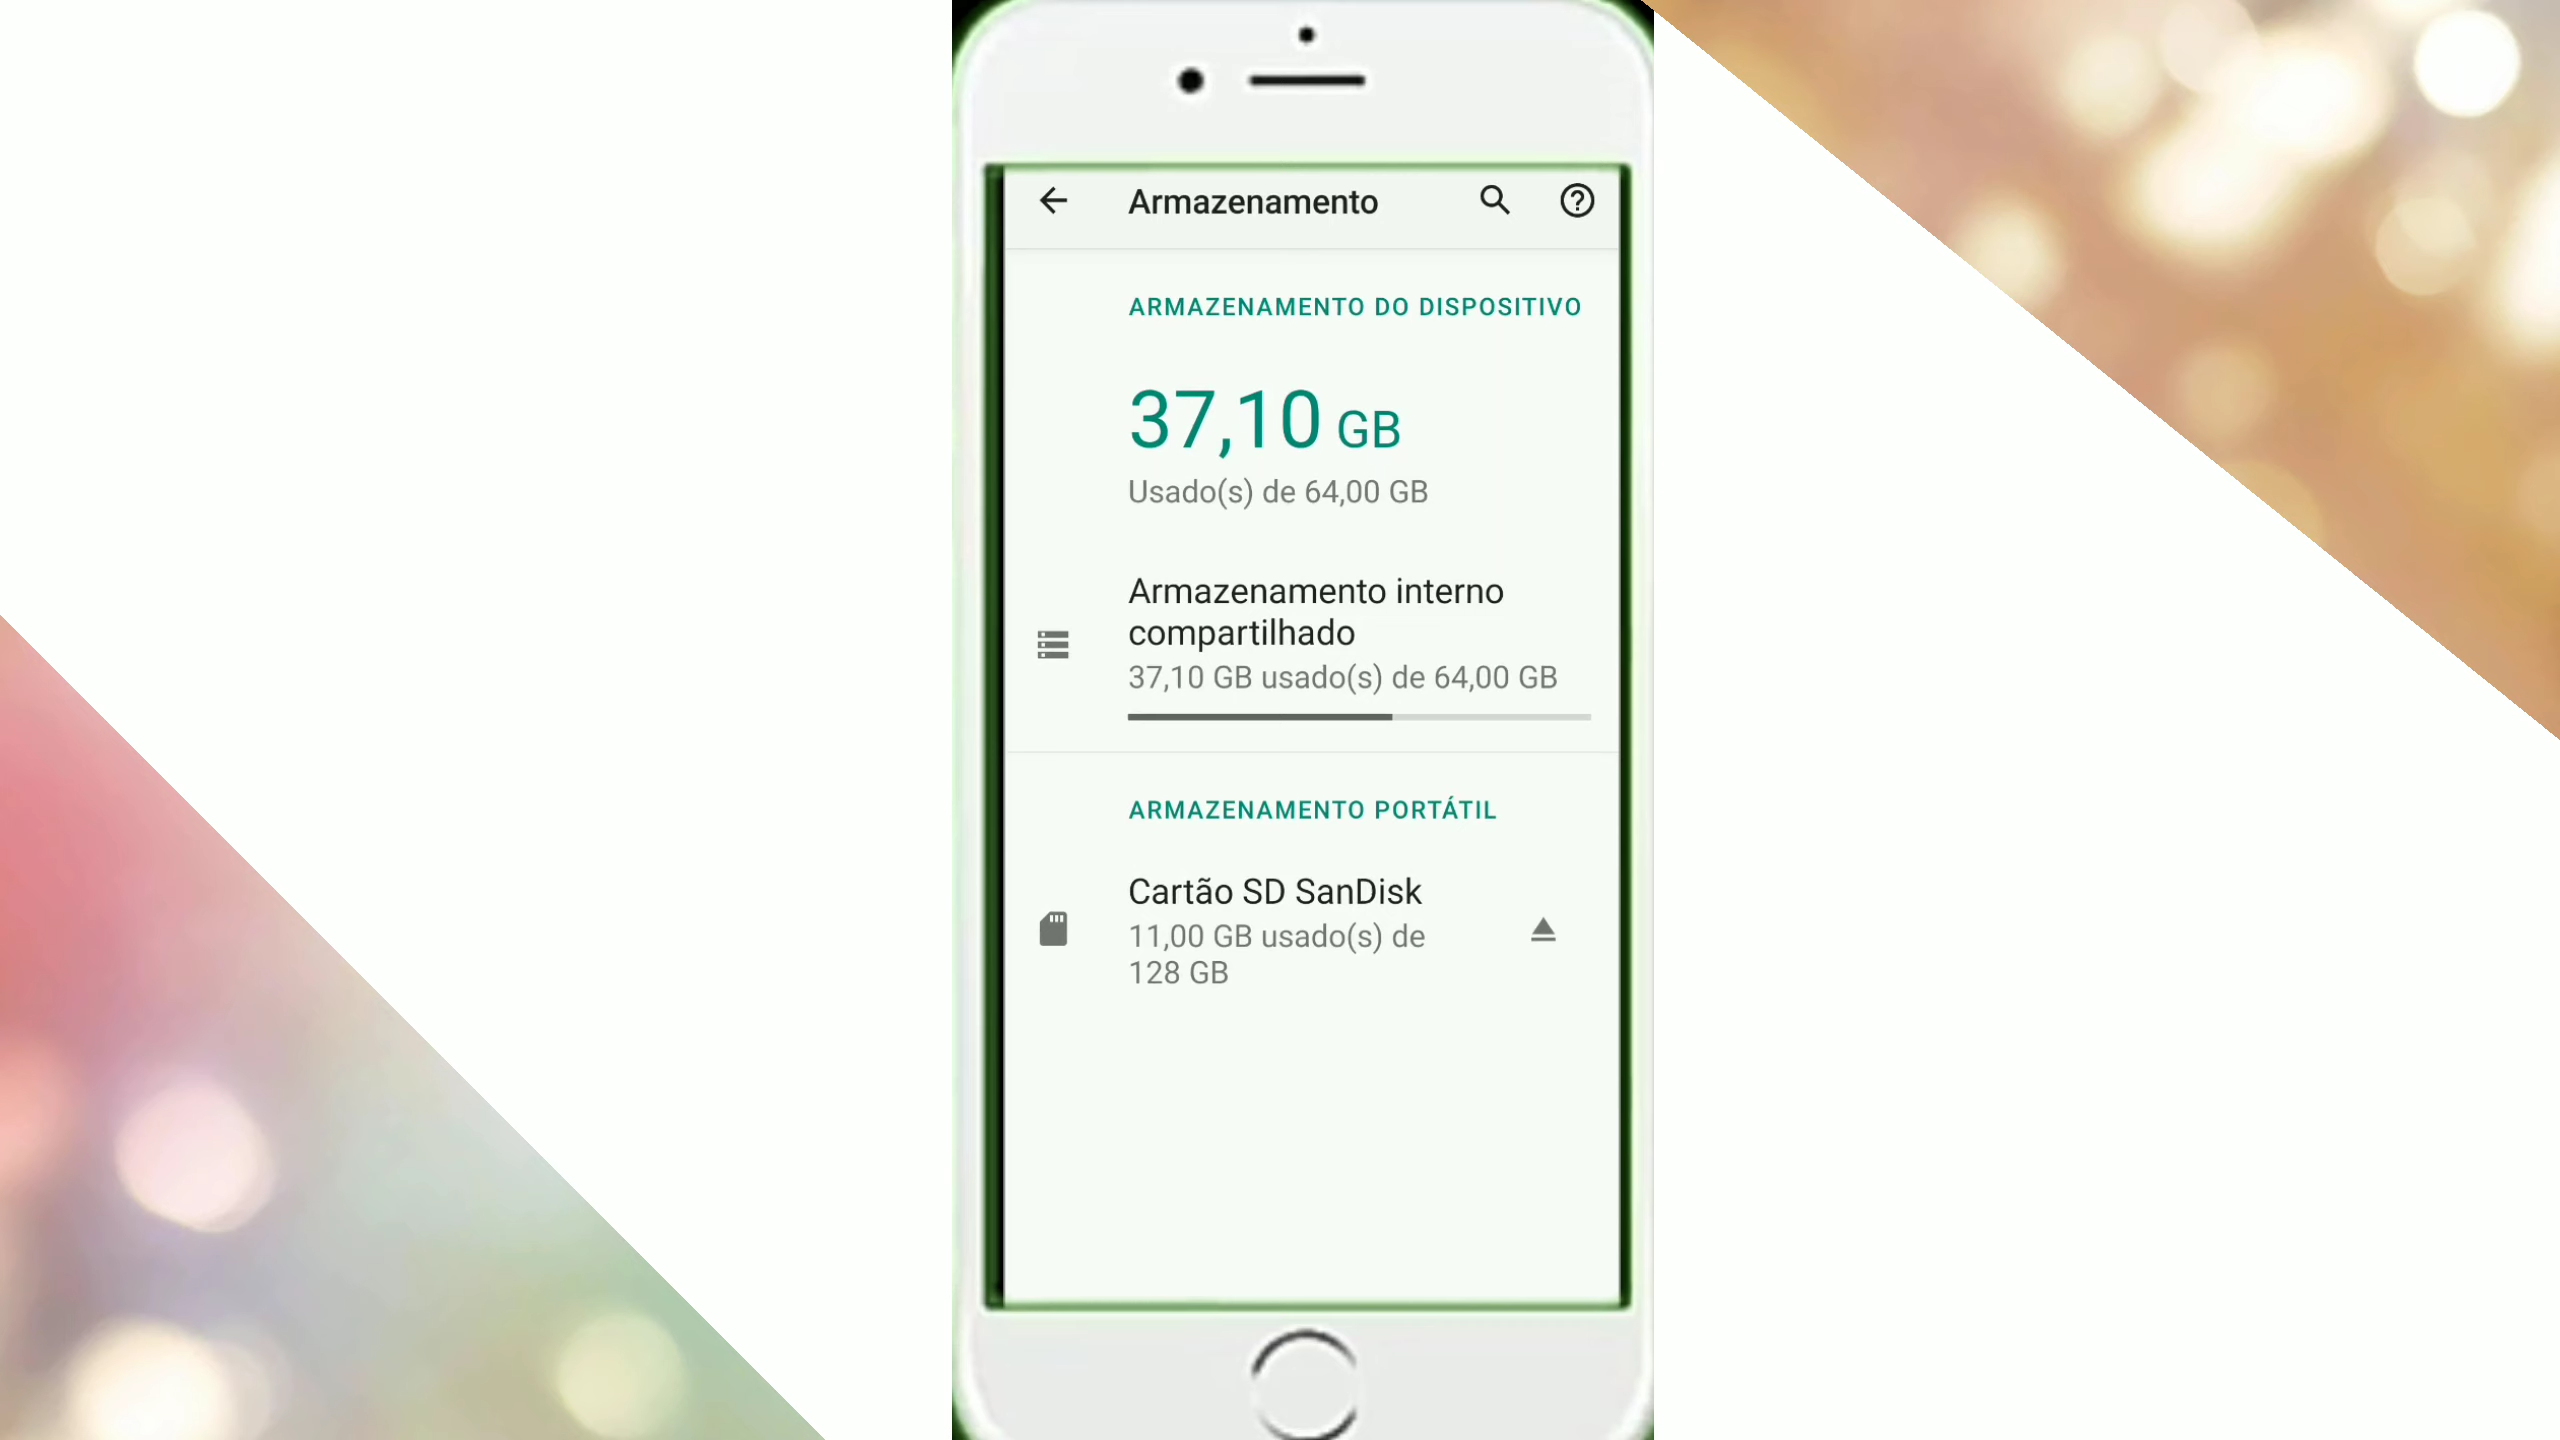 Armazenamento
ARMAZENAMENTO DO DISPOSITIVO
37,10 GB
Usado(s) de 64,00 GB
Armazenamento interno
compartilhado
37,10 GB usado(s) de 64,00 GB
ARMAZENAMENTO PORTÁTIL
Cartão SD SanDisk
11,00 GB usado(s) de
128 GB